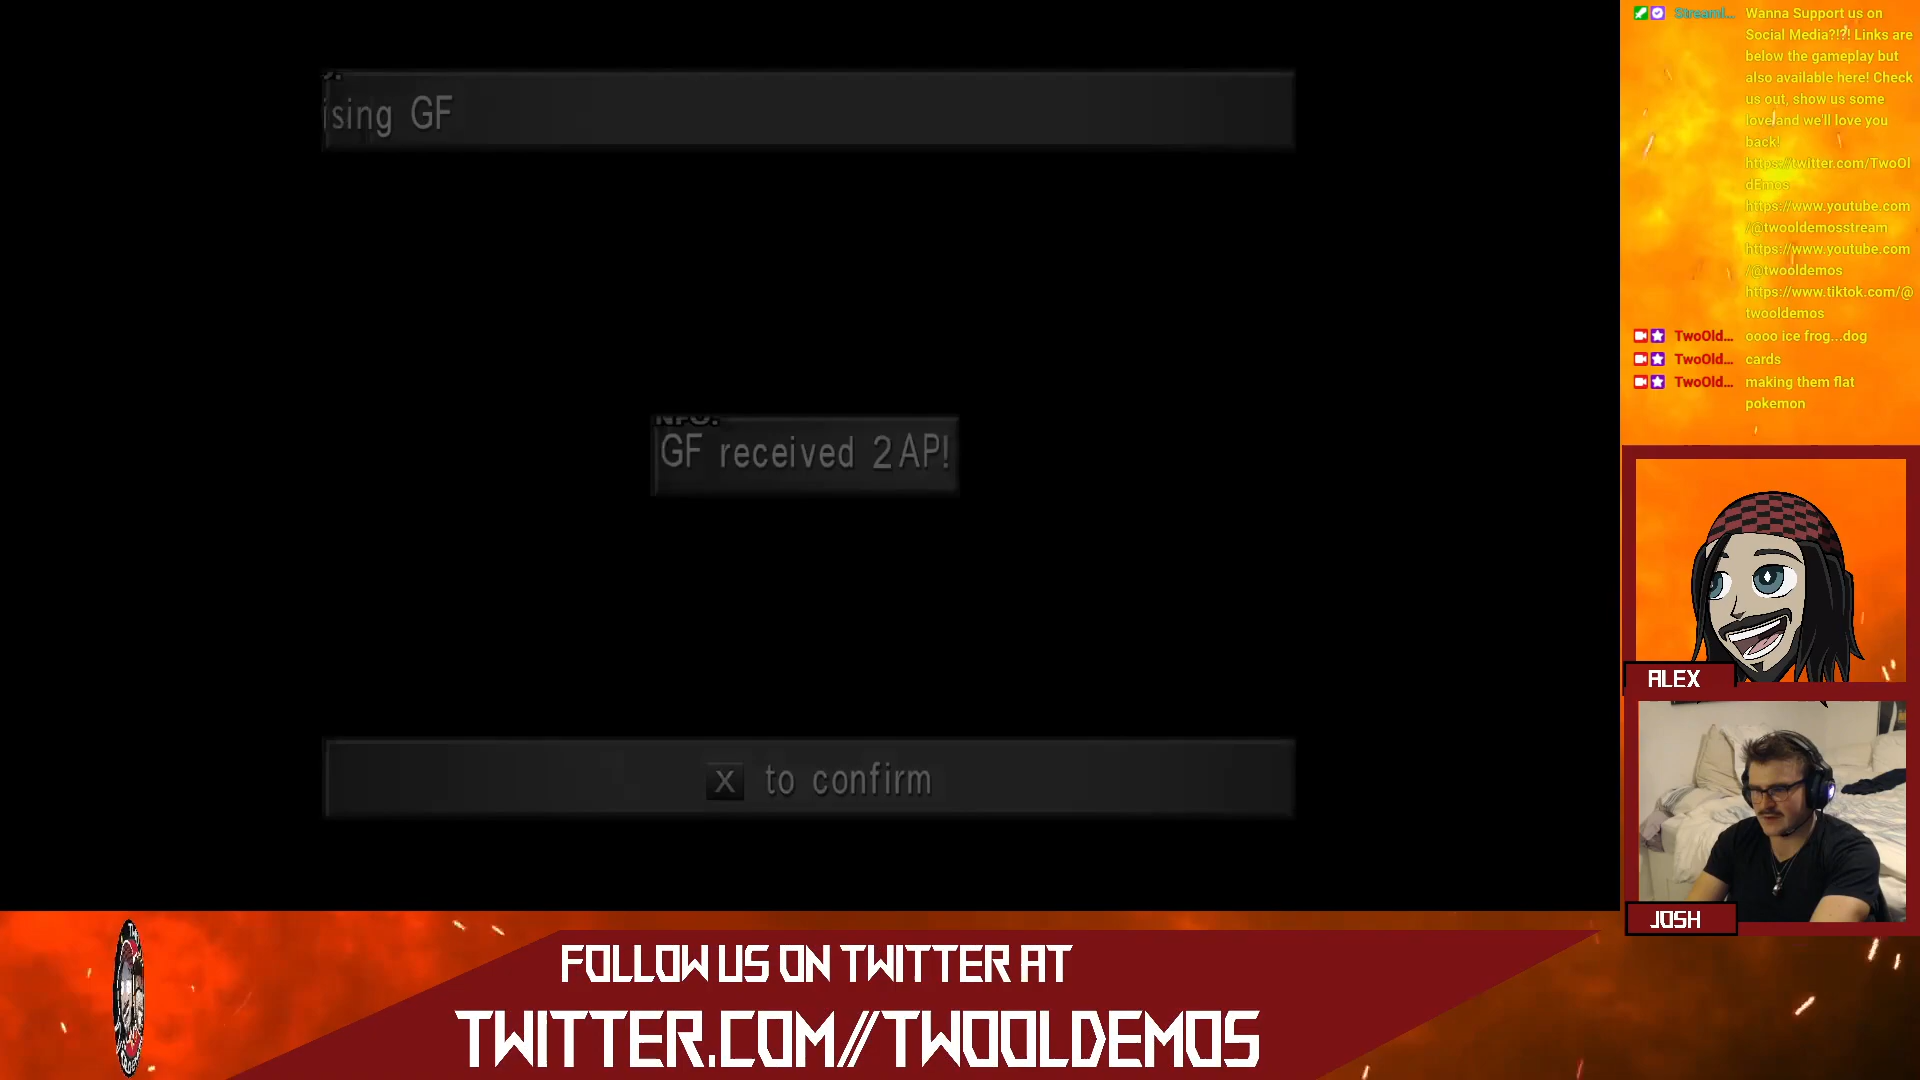 ising GF
INFO.
GF received 2 AP!
X to confirm
Streaml... Wanna Support us on
Social Media?!?! Links are
below the gameplay but
also available here! Check
us out, show us some
love and we'll love you
back!
https://twitter.com/TwoOl
dEmos
https://www.youtube.com
/@twooldemosstream
https://www.youtube.com
/@twooldemos
https://www.tiktok.com/@
twooldemos
TwoOld... oooo ice frog...dog
TwoOld... cards
TwoOld... making them flat
pokemon
ALEX
JOSH
FOLLOW US ON TWITTER AT
TWITTER.COM//TWOOLDEMOS